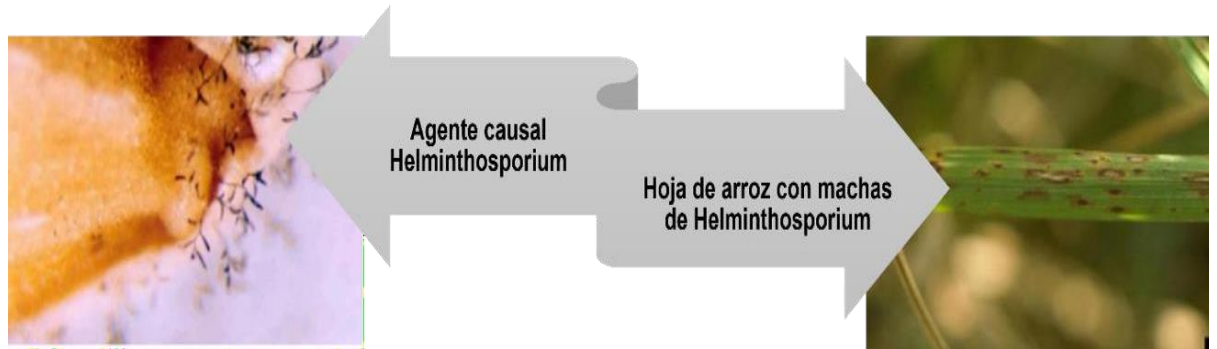 Agente causal
Helminthosporium
Hoja de arroz con machas
de Helminthosporium